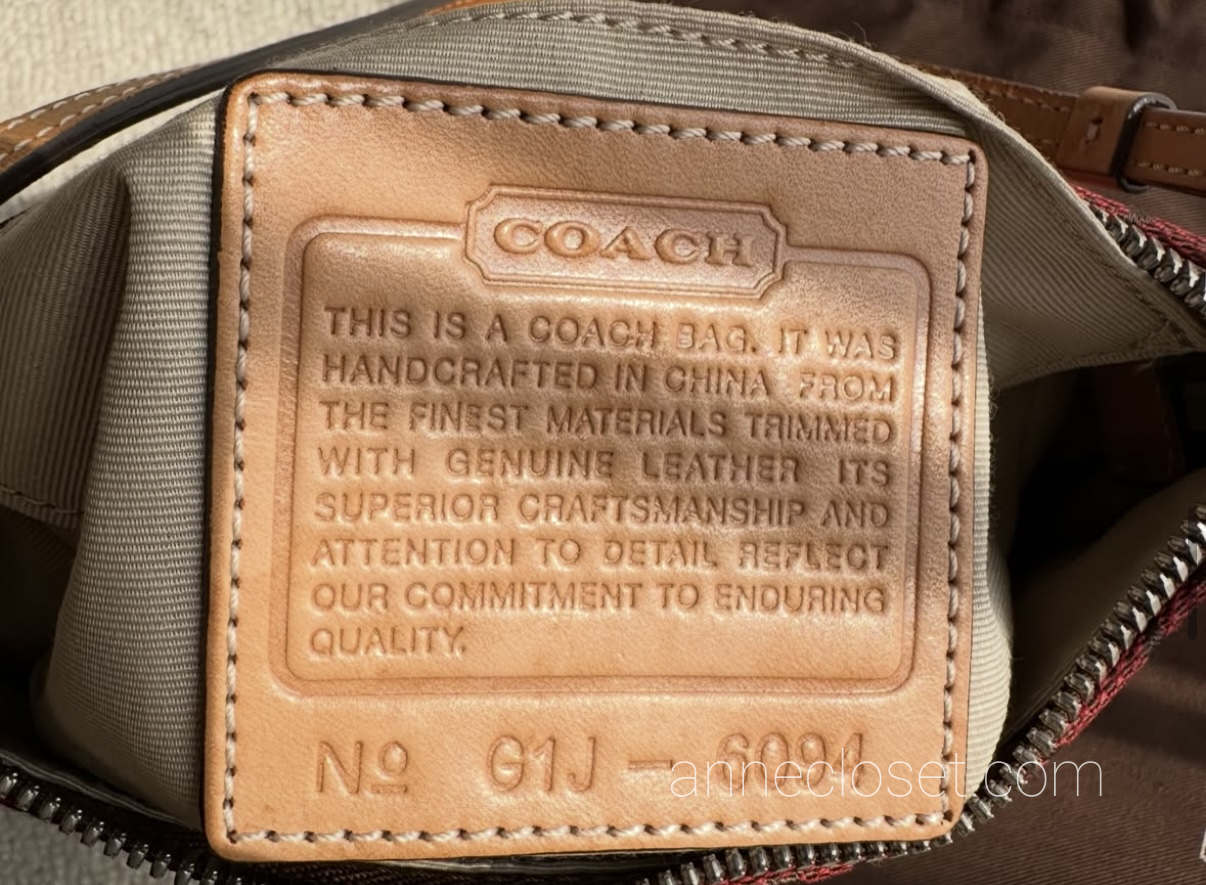 COACH
THIS IS A COACH BAG. IT WAS
HANDCRAFTED IN CHINA FROM
THE FINEST MATERIALS TRIMMED
WITH GENUINE LEATHER ITS
SUPERIOR CRAFTSMANSHIP AND
ATTENTION TO DETAIL REFLECT
OUR COMMITMENT TO ENDURING
QUALITY.
Nº G1J — 6094
annecloset.com